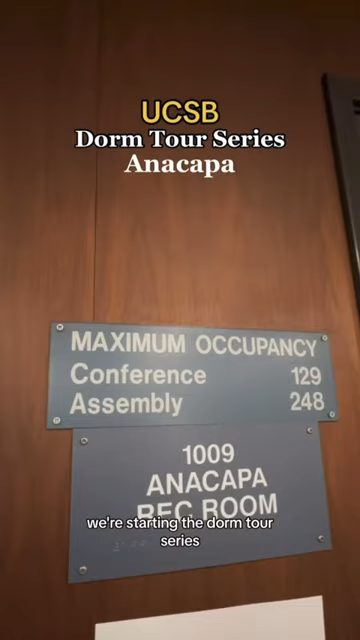 UCSB
Dorm Tour Series
Anacapa
MAXIMUM OCCUPANCY
Conference 129
Assembly 248
1009
ANACAPA
REC ROOM
we're starting the dorm tour
series